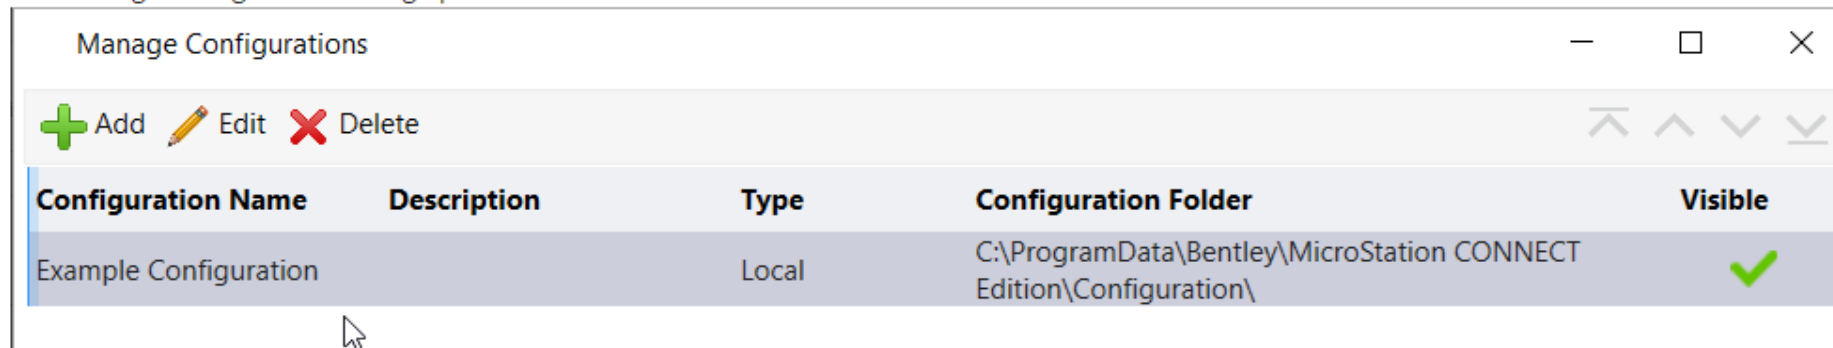 Manage Configurations
Add Edit Delete
Configuration Name Description Type Configuration Folder Visible
Example Configuration Local C:\ProgramData\Bentley\MicroStation CONNECT
Edition\Configuration\